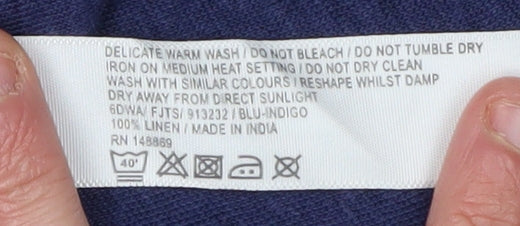 DELICATE WARM WASH / DO NOT BLEACH / DO NOT TUMBLE DRY
IRON ON MEDIUM HEAT SETTING / DO NOT DRY CLEAN
WASH WITH SIMILAR COLOURS / RESHAPE WHILST DAMP
DRY AWAY FROM DIRECT SUNLIGHT
6DWA/ FJTS/ 913232 / BLU-INDIGO
100% LINEN / MADE IN INDIA
RN 148869
40°